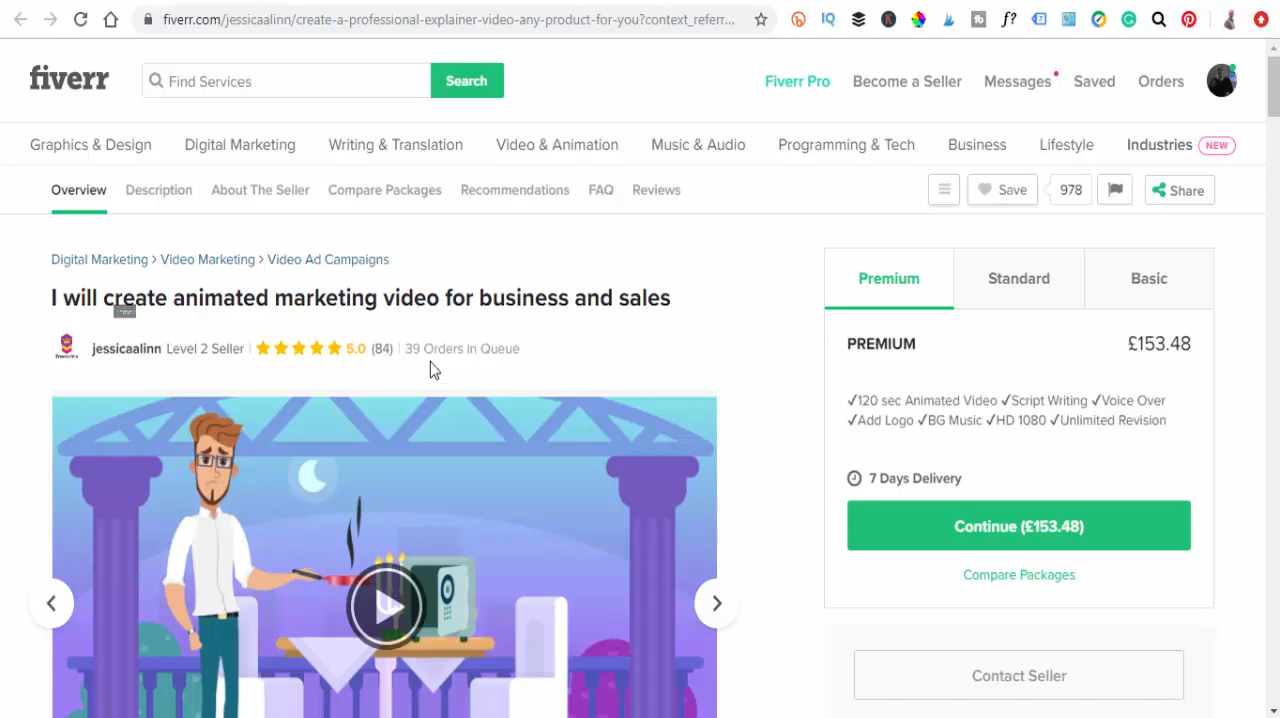 fiverr.com/jessicaalinn/create-a-professional-explainer-video-any-product-for-you?context_referr...
fiverr
Find Services
Search
Fiverr Pro
Become a Seller
Messages
Saved
Orders
Graphics & Design
Digital Marketing
Writing & Translation
Video & Animation
Music & Audio
Programming & Tech
Business
Lifestyle
Industries NEW
Overview
Description
About The Seller
Compare Packages
Recommendations
FAQ
Reviews
Save
978
Share
Digital Marketing > Video Marketing > Video Ad Campaigns
I will create animated marketing video for business and sales
jessicaalinn Level 2 Seller 5.0 (84) 39 Orders in Queue
Premium
Standard
Basic
PREMIUM
£153.48
✓120 sec Animated Video ✓Script Writing ✓Voice Over
✓Add Logo ✓BG Music ✓HD 1080 ✓Unlimited Revision
7 Days Delivery
Continue (£153.48)
Compare Packages
Contact Seller